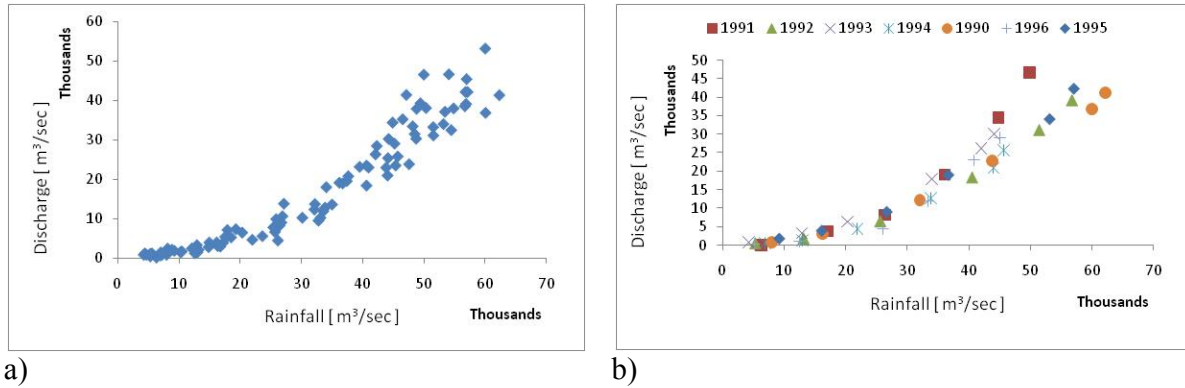 60
50
40
30
20
10
0
Thousands
Discharge [ m³/sec]
0 10 20 30 40 50 60 70
Thousands
Rainfall [ m³/sec]
a)
1991 1992 1993 1994 1990 1996 1995
50
45
40
35
30
25
20
15
10
5
0
Thousands
Discharge [ m³/sec]
0 10 20 30 40 50 60 70
Rainfall [ m³/sec]
Thousands
b)